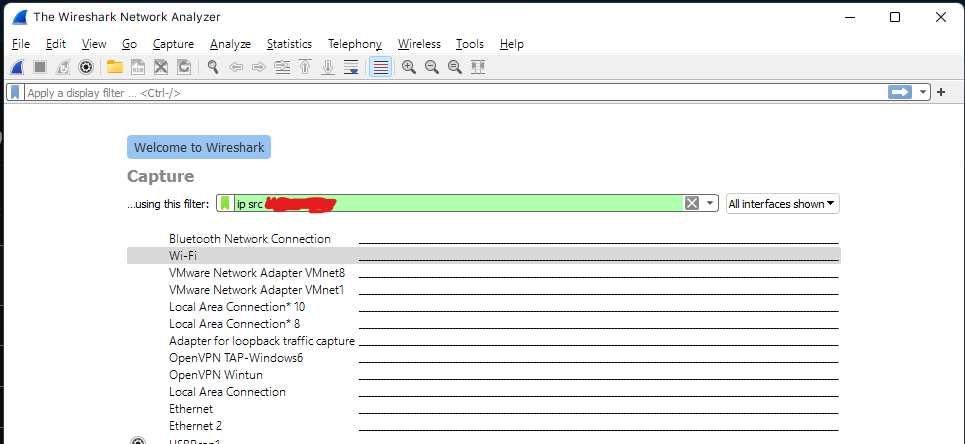 The Wireshark Network Analyzer
File Edit View Go Capture Analyze Statistics Telephony Wireless Tools Help
Apply a display filter ... <Ctrl-/>
Welcome to Wireshark
Capture
...using this filter: ip src All interfaces shown
Bluetooth Network Connection
Wi-Fi
VMware Network Adapter VMnet8
VMware Network Adapter VMnet1
Local Area Connection* 10
Local Area Connection* 8
Adapter for loopback traffic capture
OpenVPN TAP-Windows6
OpenVPN Wintun
Local Area Connection
Ethernet
Ethernet 2